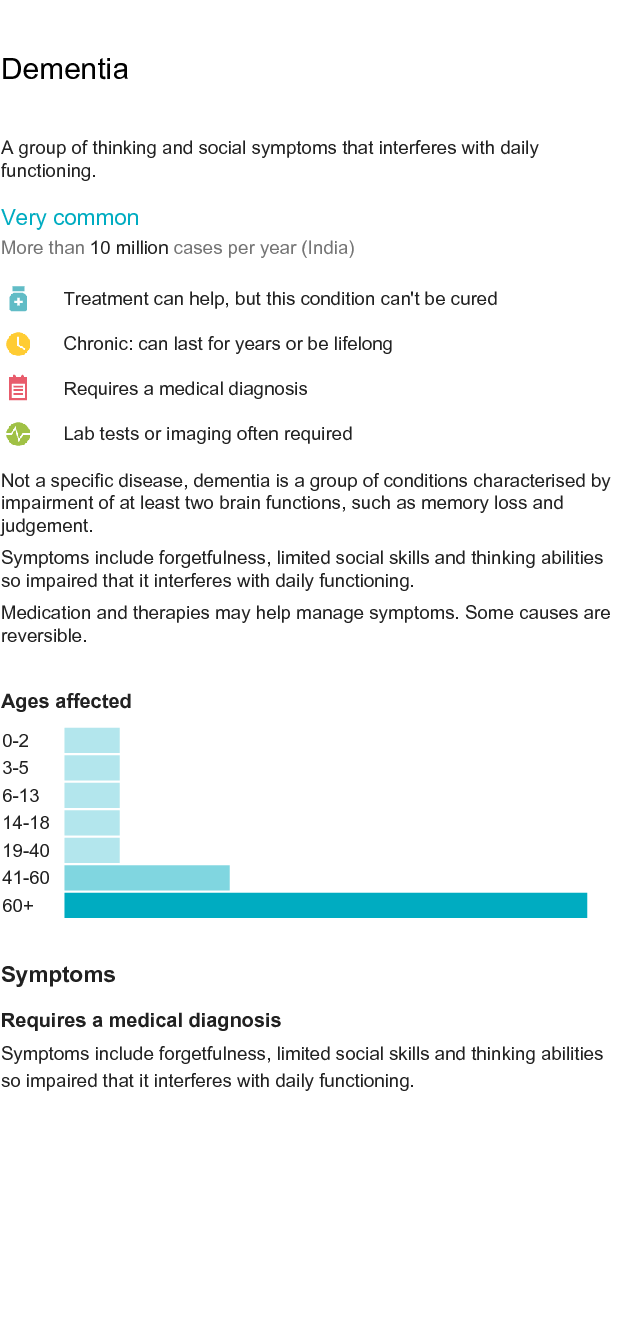 Dementia
A group of thinking and social symptoms that interferes with daily
functioning.
Very common
More than 10 million cases per year (India)
Treatment can help, but this condition can't be cured
Chronic: can last for years or be lifelong
Requires a medical diagnosis
Lab tests or imaging often required
Not a specific disease, dementia is a group of conditions characterised by
impairment of at least two brain functions, such as memory loss and
judgement.
Symptoms include forgetfulness, limited social skills and thinking abilities
so impaired that it interferes with daily functioning.
Medication and therapies may help manage symptoms. Some causes are
reversible.
Ages affected
0-2
3-5
6-13
14-18
19-40
41-60
60+
Symptoms
Requires a medical diagnosis
Symptoms include forgetfulness, limited social skills and thinking abilities
so impaired that it interferes with daily functioning.